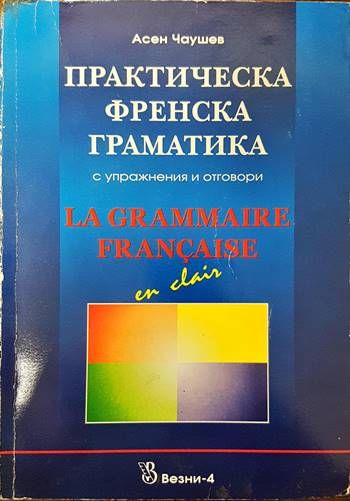 Асен Чаушев
ПРАКТИЧЕСКА
ФРЕНСКА
ГРАМАТИКА
с упражнения и отговори
LA GRAMMAIRE
FRANÇAISE
en clair
Везни-4